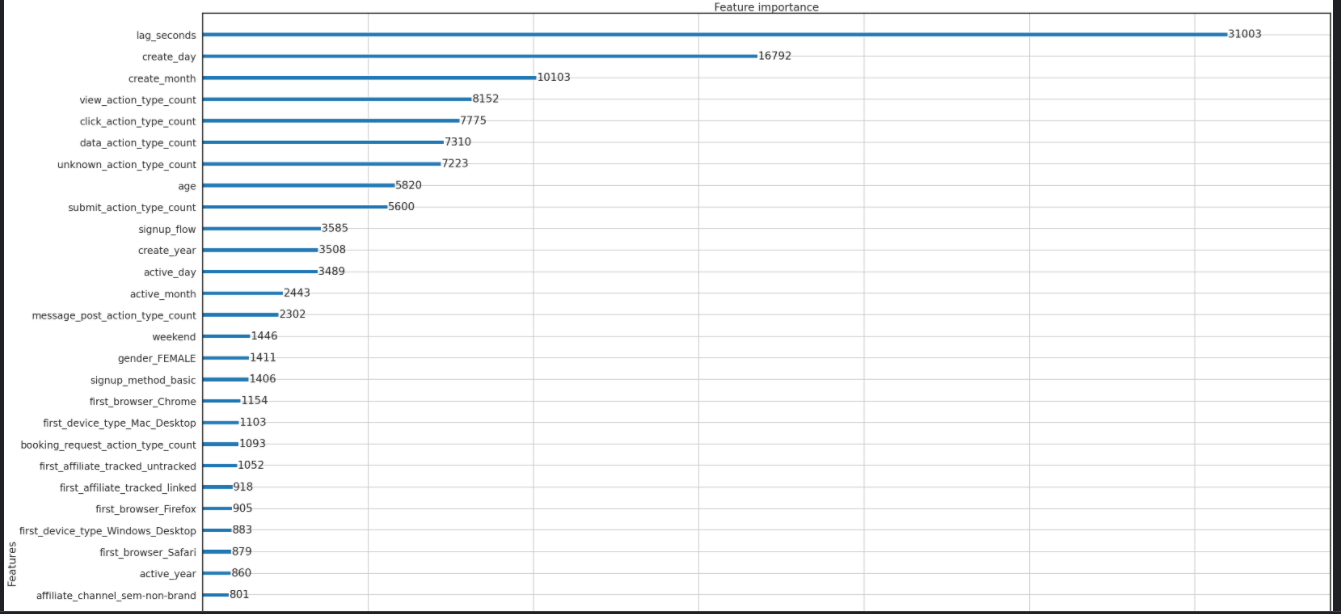 Feature importance
lag_seconds 31003
create_day 16792
create_month 10103
view_action_type_count 8152
click_action_type_count 7775
data_action_type_count 7310
unknown_action_type_count 7223
age 5820
submit_action_type_count 5600
signup_flow 3585
create_year 3508
active_day 3489
active_month 2443
message_post_action_type_count 2302
weekend 1446
gender_FEMALE 1411
signup_method_basic 1406
first_browser_Chrome 1154
first_device_type_Mac_Desktop 1103
booking_request_action_type_count 1093
first_affiliate_tracked_untracked 1052
first_affiliate_tracked_linked 918
first_browser_Firefox 905
first_device_type_Windows_Desktop 883
first_browser_Safari 879
active_year 860
affiliate_channel_sem-non-brand 801
Features